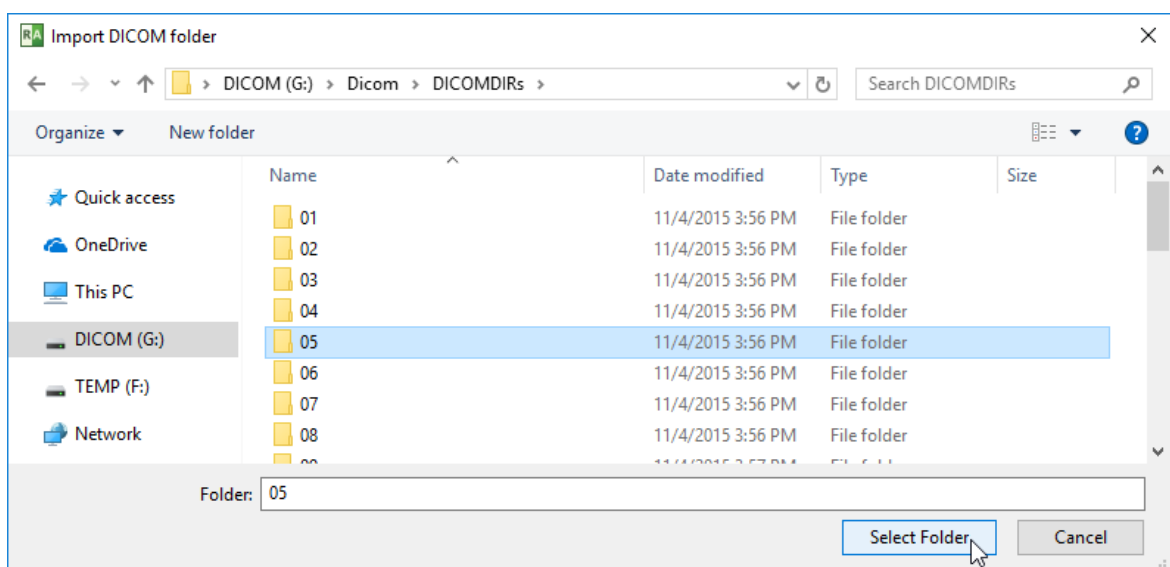 RA Import DICOM folder
DICOM (G:) > Dicom > DICOMDIRs >
Search DICOMDIRs
Organize New folder
?
Name Date modified Type Size
Quick access
OneDrive
This PC
DICOM (G:)
TEMP (F:)
Network
01 11/4/2015 3:56 PM File folder
02 11/4/2015 3:56 PM File folder
03 11/4/2015 3:56 PM File folder
04 11/4/2015 3:56 PM File folder
05 11/4/2015 3:56 PM File folder
06 11/4/2015 3:56 PM File folder
07 11/4/2015 3:56 PM File folder
08 11/4/2015 3:56 PM File folder
Folder: 05
Select Folder Cancel